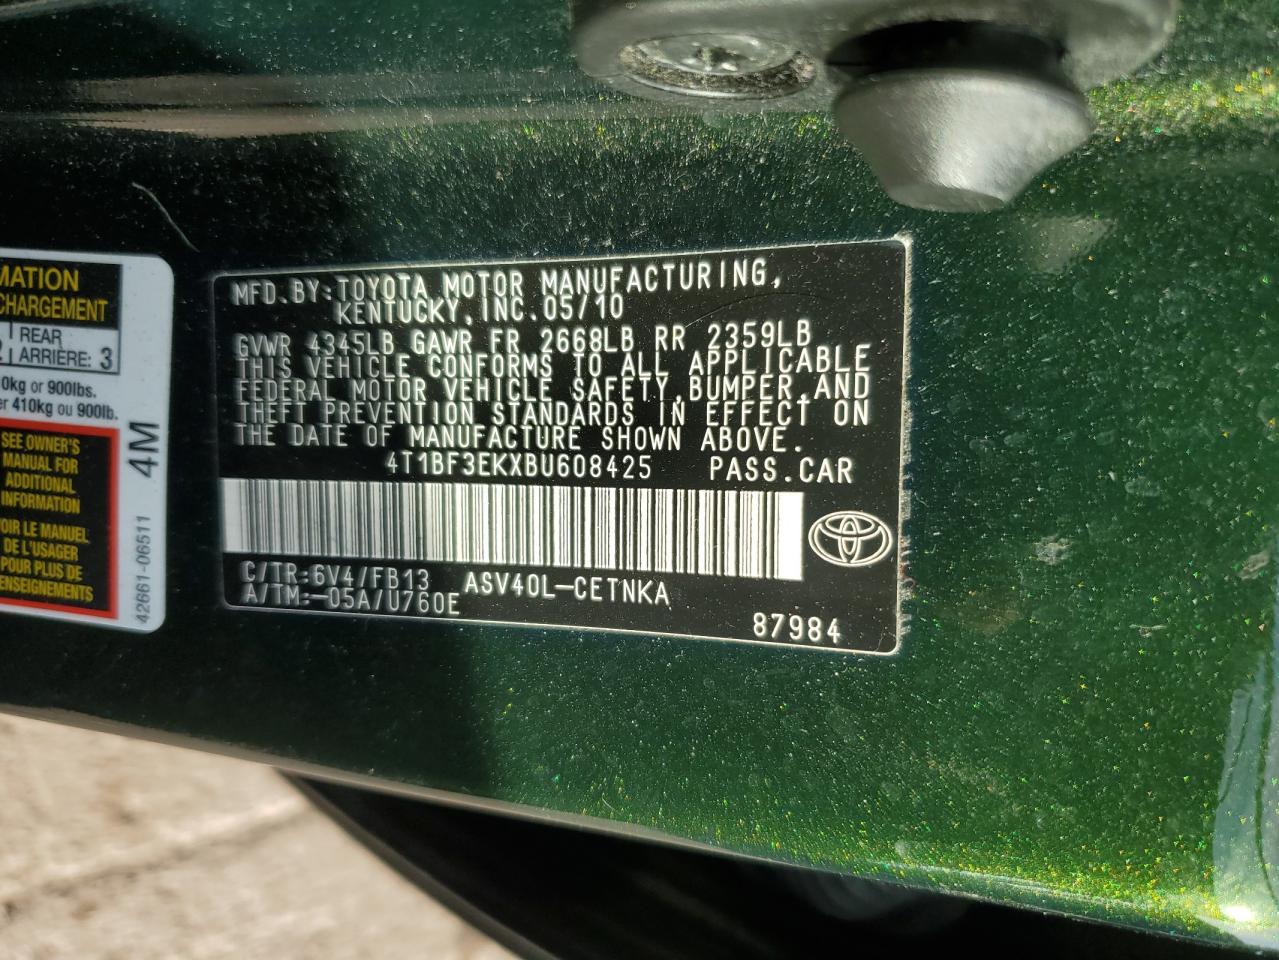 MFD.BY:TOYOTA MOTOR MANUFACTURING,
KENTUCKY,INC.05/10
GVWR 4345LB GAWR FR 2668LB RR 2359LB
THIS VEHICLE CONFORMS TO ALL APPLICABLE
FEDERAL MOTOR VEHICLE SAFETY,BUMPER,AND
THEFT PREVENTION STANDARDS IN EFFECT ON
THE DATE OF MANUFACTURE SHOWN ABOVE.
4T1BF3EKXBU608425 PASS.CAR
C/TR:6V4/FB13 ASV40L-CETNKA
A/TM:-05A/U760E
87984
MATION
CHARGEMENT
REAR
ARRIÈRE: 3
0kg or 900lbs.
er 410kg ou 900lb.
SEE OWNER'S
MANUAL FOR
ADDITIONAL
INFORMATION
OIR LE MANUEL
DE L'USAGER
POUR PLUS DE
ENSEIGNEMENTS
4M
42661-06511